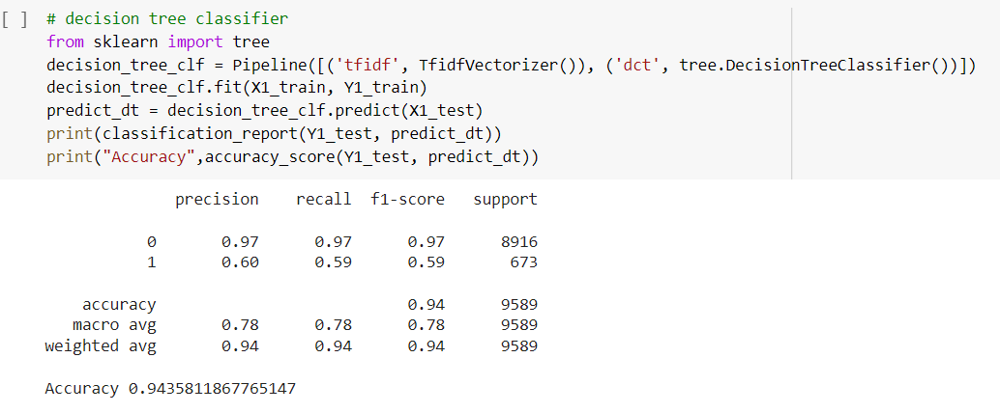 [ ] # decision tree classifier
from sklearn import tree
decision_tree_clf = Pipeline([('tfidf', TfidfVectorizer()), ('dct', tree.DecisionTreeClassifier())])
decision_tree_clf.fit(X1_train, Y1_train)
predict_dt = decision_tree_clf.predict(X1_test)
print(classification_report(Y1_test, predict_dt))
print("Accuracy",accuracy_score(Y1_test, predict_dt))
precision recall f1-score support
0 0.97 0.97 0.97 8916
1 0.60 0.59 0.59 673
accuracy 0.94 9589
macro avg 0.78 0.78 0.78 9589
weighted avg 0.94 0.94 0.94 9589
Accuracy 0.9435811867765147